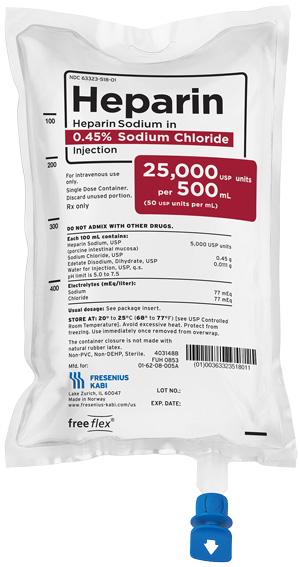 NDC 63323-518-01
Heparin
Heparin Sodium in
0.45% Sodium Chloride
Injection
100
25,000 USP units
per 500 mL
(50 USP units per mL)
For intravenous use
only.
Single Dose Container.
Discard unused portion.
Rx only
200
300
DO NOT ADMIX WITH OTHER DRUGS.
Each 100 mL contains:
Heparin Sodium, USP 5,000 USP units
(porcine intestinal mucosa)
Sodium Chloride, USP 0.45 g
Edetate Disodium, Dihydrate, USP 0.011 g
Water for Injection, USP, q.s.
pH limit is 5.0 to 7.5
400
Electrolytes (mEq/liter):
Sodium 77 mEq
Chloride 77 mEq
Usual dosage: See package insert.
STORE AT: 20° to 25°C (68° to 77°F) [see USP Controlled
Room Temperature]. Avoid excessive heat. Protect from
freezing. Use immediately once removed from overwrap.
The container closure is not made with
natural rubber latex.
Non-PVC, Non-DEHP, Sterile. 403148B
FUH 0853
Mfd. for: 01-62-08-005A
(01)00363323518011
FRESENIUS
KABI
Lake Zurich, IL 60047
Made in Norway
www.fresenius-kabi.com/us
LOT NO.:
EXP. DATE:
freeflex®